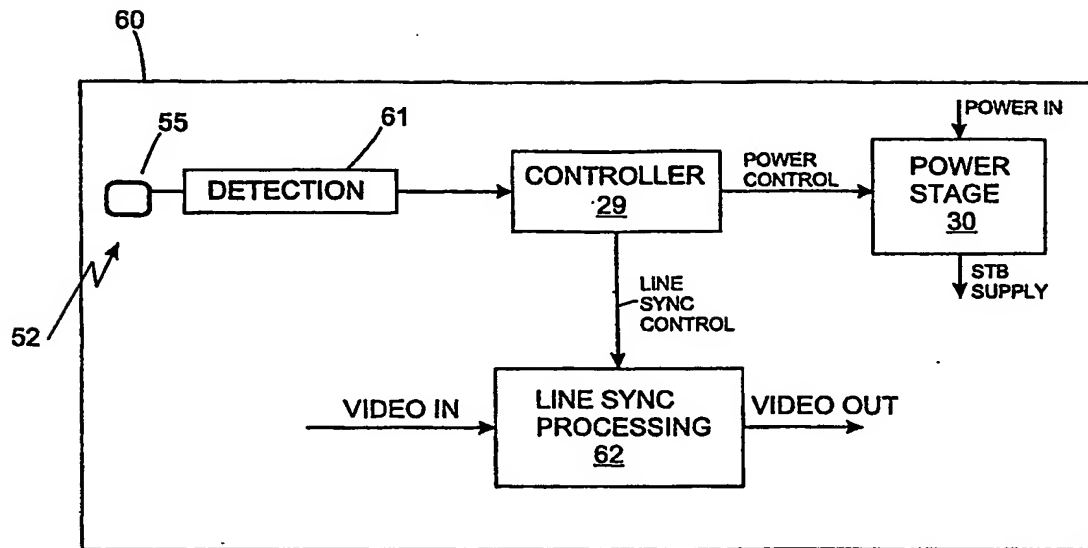 60
55
61
DETECTION
CONTROLLER
29
POWER
CONTROL
POWER IN
POWER
STAGE
30
STB
SUPPLY
LINE
SYNC
CONTROL
52
VIDEO IN
LINE SYNC
PROCESSING
62
VIDEO OUT